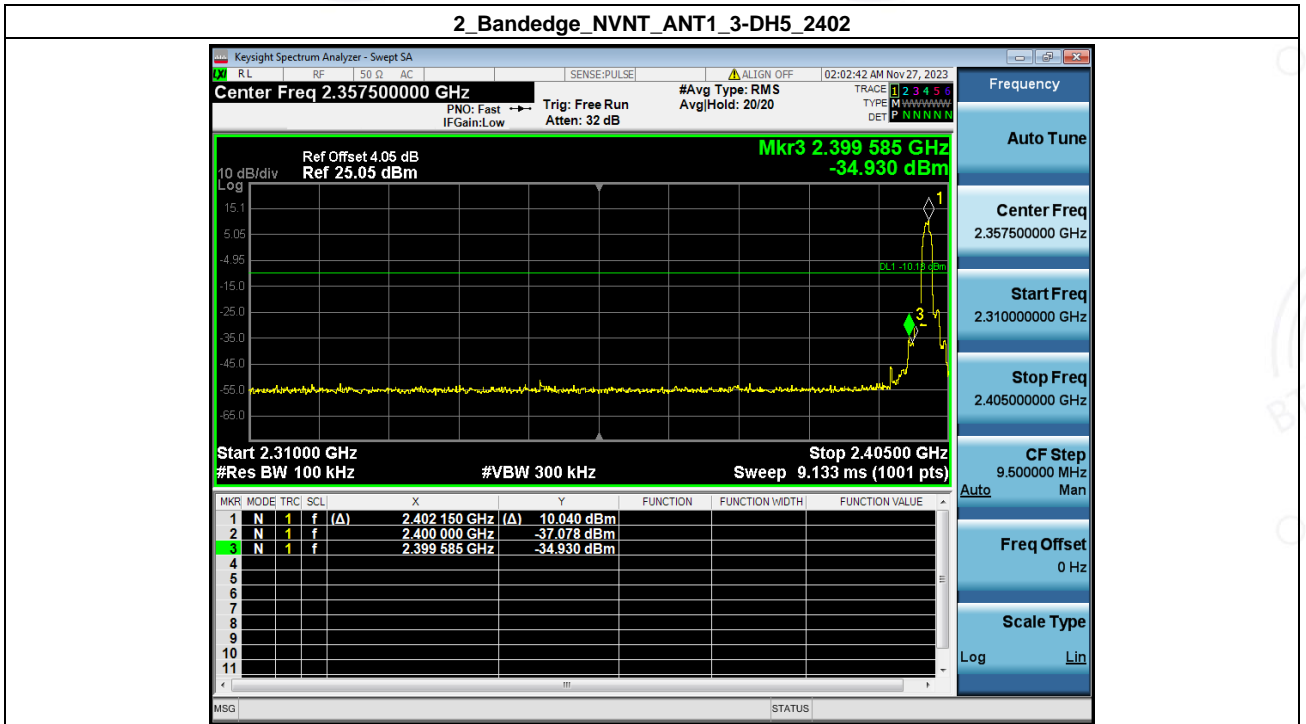 2_Bandedge_NVNT_ANT1_3-DH5_2402
Keysight Spectrum Analyzer - Swept SA
LXI RL RF 50 Ω AC SENSE:PULSE ALIGN OFF 02:02:42 AM Nov 27, 2023
Center Freq 2.357500000 GHz
PNO: Fast
IFGain:Low
Trig: Free Run
Atten: 32 dB
#Avg Type: RMS
Avg|Hold: 20/20
TRACE 1 2 3 4 5 6
TYPE M WWWWW
DET P N N N N N
Frequency
Mkr3 2.399 585 GHz
-34.930 dBm
Ref Offset 4.05 dB
10 dB/div Ref 25.05 dBm
Log
15.1
5.05
-4.95
-15.0
-25.0
-35.0
-45.0
-55.0
-65.0
1
DL1 -10.13 dBm
3
Start 2.31000 GHz Stop 2.40500 GHz
#Res BW 100 kHz #VBW 300 kHz Sweep 9.133 ms (1001 pts)
MKR MODE TRC SCL X Y FUNCTION FUNCTION WIDTH FUNCTION VALUE
1 N 1 f (Δ) 2.402 150 GHz (Δ) 10.040 dBm
2 N 1 f 2.400 000 GHz -37.078 dBm
3 N 1 f 2.399 585 GHz -34.930 dBm
4
5
6
7
8
9
10
11
MSG STATUS
Auto Tune
Center Freq
2.357500000 GHz
Start Freq
2.310000000 GHz
Stop Freq
2.405000000 GHz
CF Step
9.500000 MHz
Auto Man
Freq Offset
0 Hz
Scale Type
Log Lin